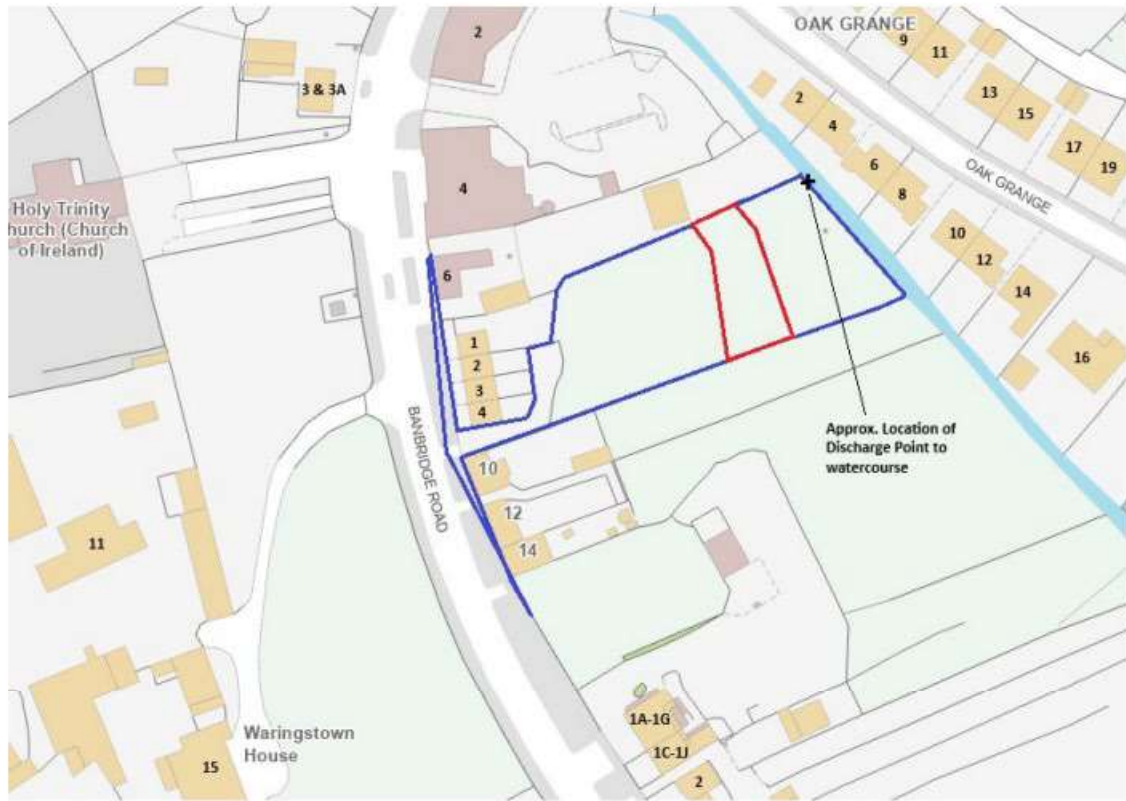 OAK GRANGE
2
9
11
3 & 3A
13
15
2
4
17
19
6
8
OAK GRANGE
4
Holy Trinity
hurch (Church
of Ireland)
10
12
14
6
16
1
2
3
4
BANBRIDGE ROAD
Approx. Location of
Discharge Point to
watercourse
10
12
14
11
1A-1G
1C-1J
2
Waringstown
House
15